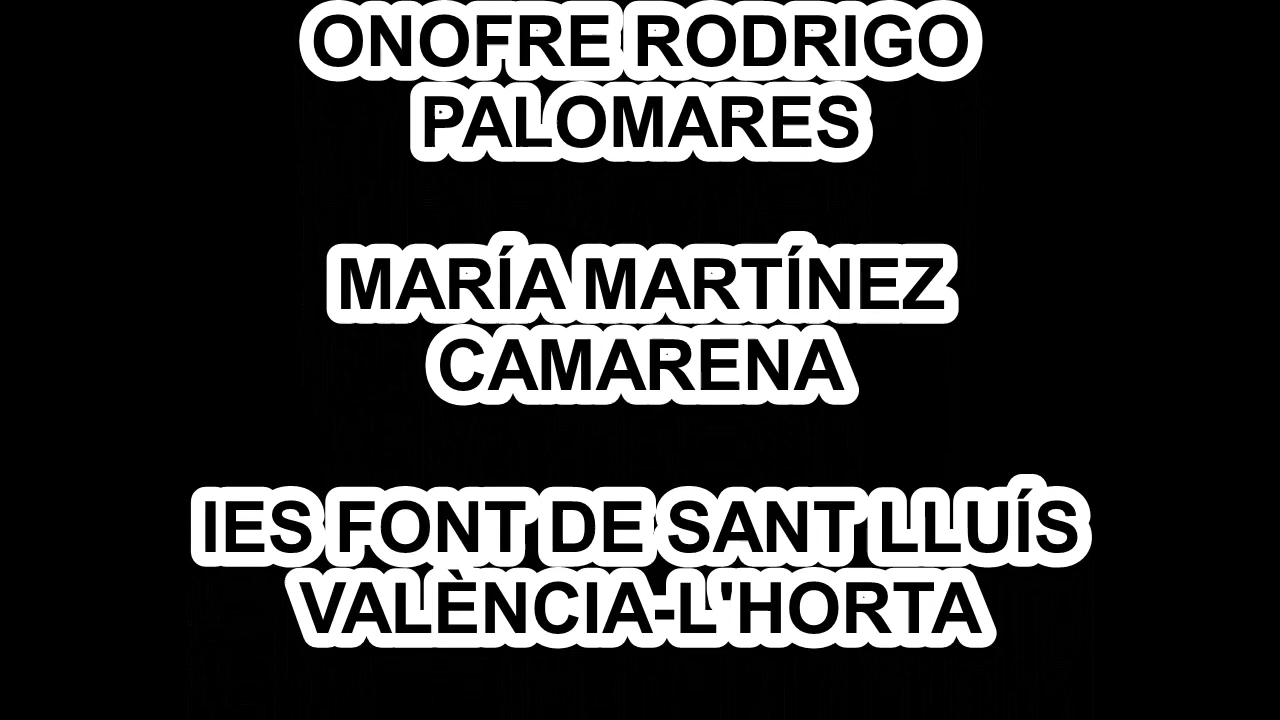 ONOFRE RODRIGO
PALOMARES
MARÍA MARTÍNEZ
CAMARENA
IES FONT DE SANT LLUÍS
VALÈNCIA-L'HORTA